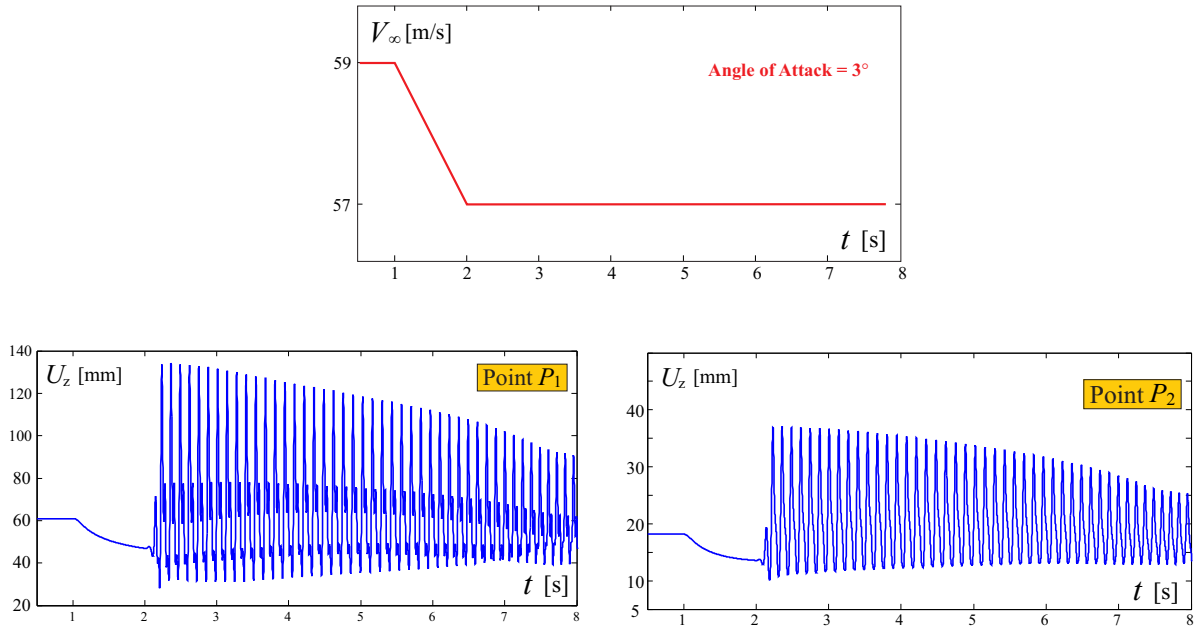 V∞ [m/s]
Angle of Attack = 3°
59
57
t [s]
1 2 3 4 5 6 7 8
140
120
100
80
60
40
20
Uz [mm]
Point P1
t [s]
1 2 3 4 5 6 7 8
40
30
20
10
5
Uz [mm]
Point P2
t [s]
1 2 3 4 5 6 7 8